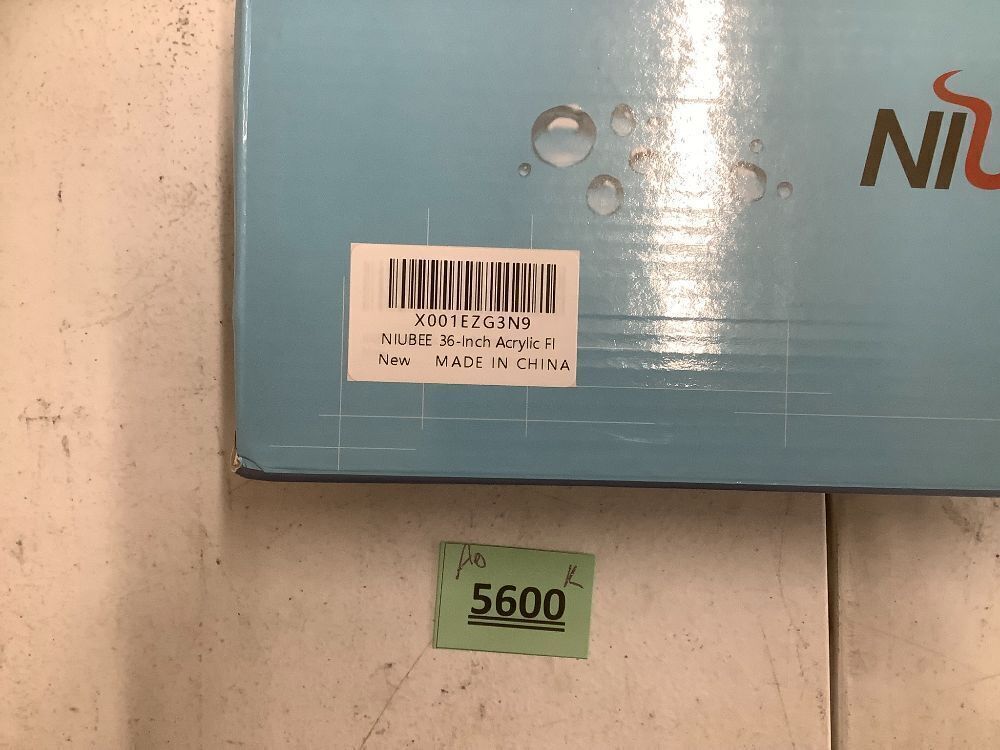 NIU
X001EZG3N9
NIUBEE 36-Inch Acrylic Fl
New MADE IN CHINA
5600